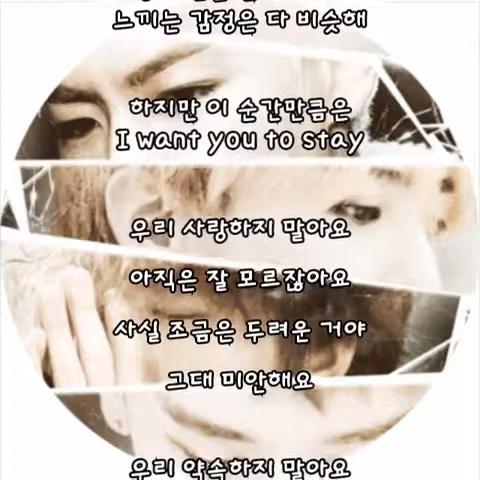 느끼는 감정은 다 비슷해
하지만 이 순간만큼은
I want you to stay
우리 사랑하지 말아요
아직은 잘 모르잖아요
사실 조금은 두려운 거야
그대 미안해요
우리 약속하지 말아요